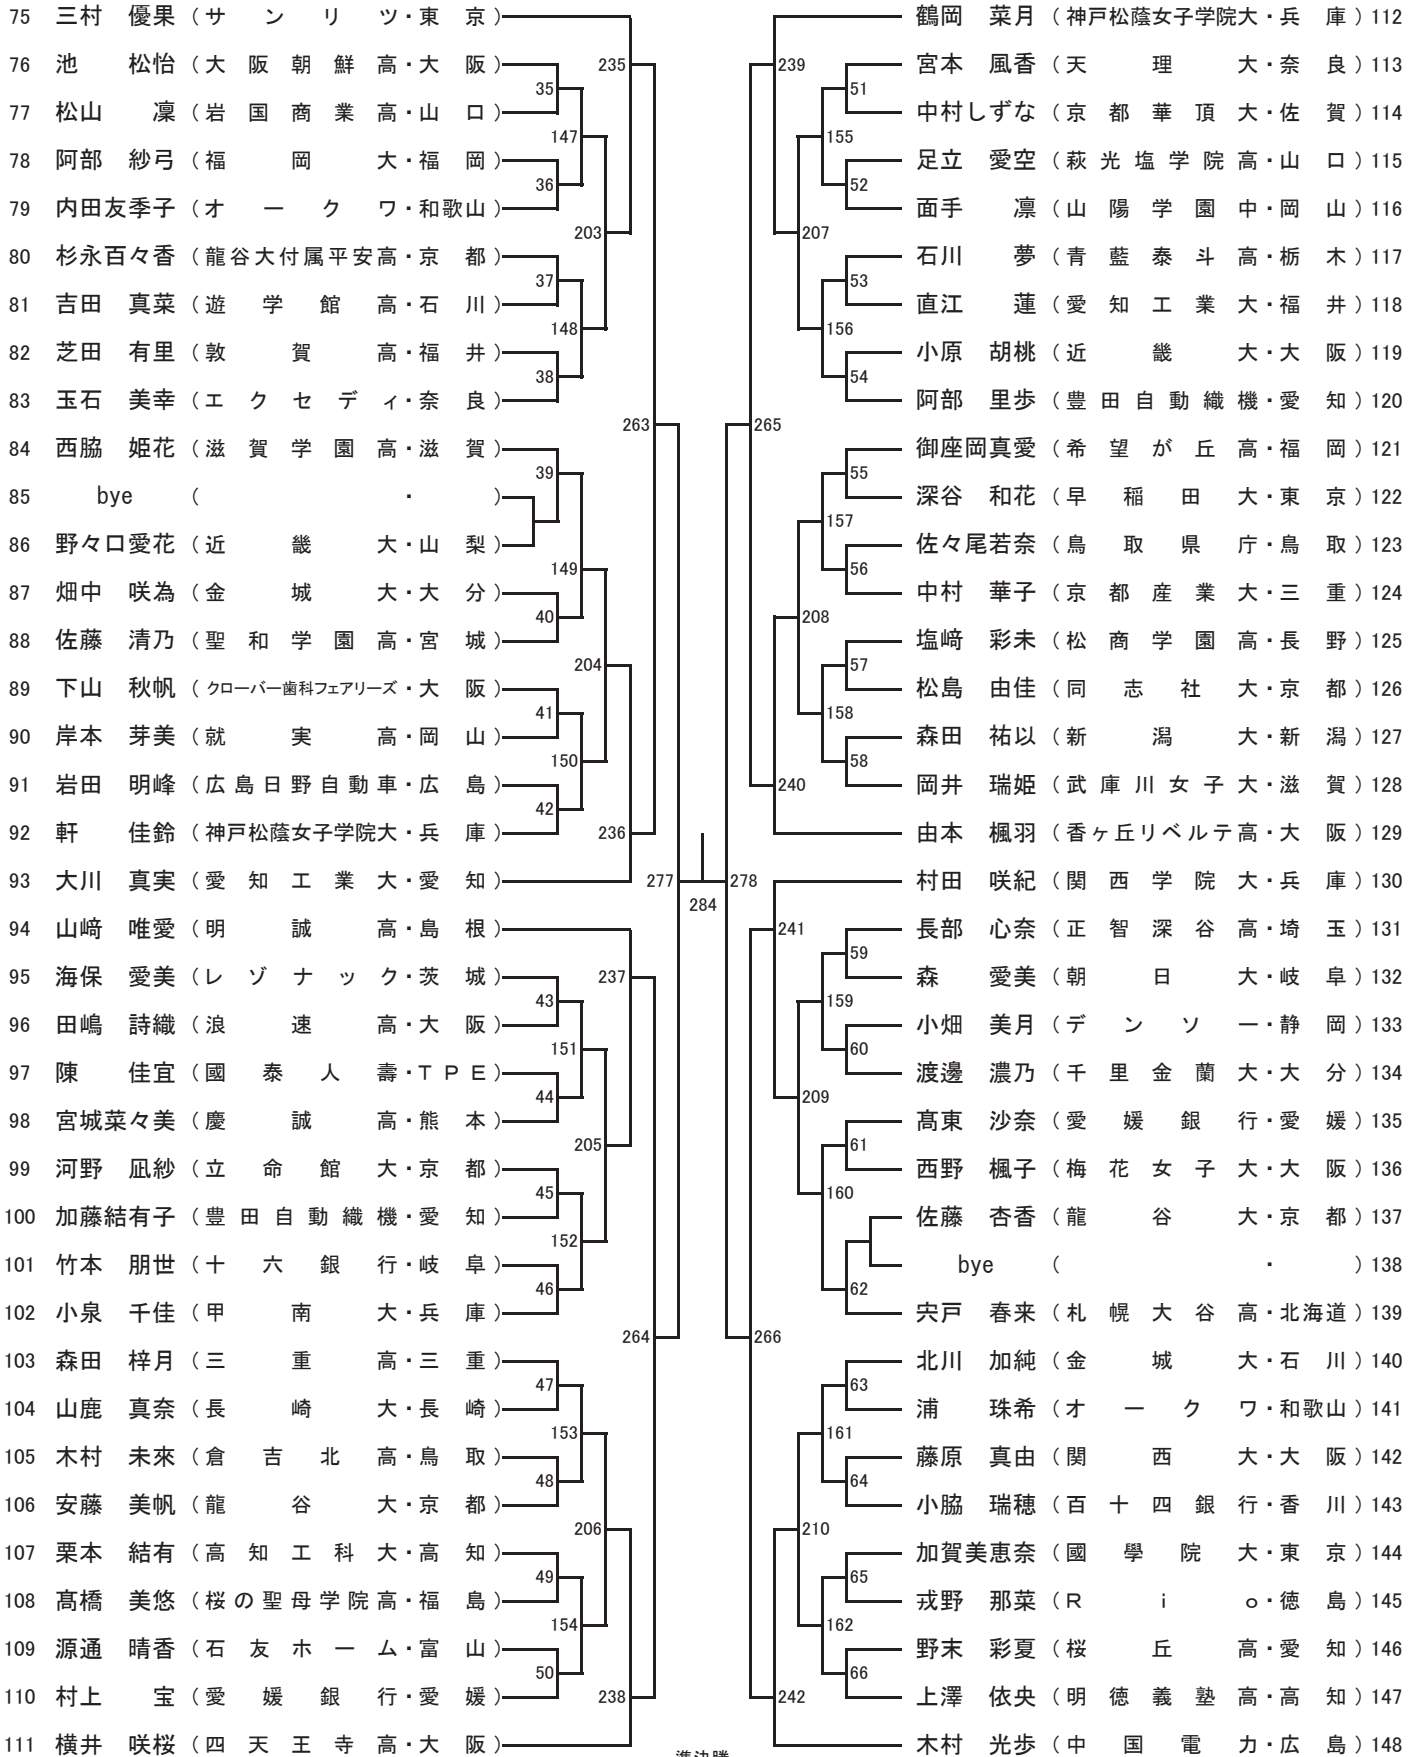 75 三村 優果 (サンリツ・東京)
76 池 松怡 (大阪朝鮮高・大阪)
77 松山 凜 (岩国商業高・山口)
78 阿部 紗弓 (福岡大・福岡)
79 内田友季子 (オークワ・和歌山)
80 杉永百々香 (龍谷大付属平安高・京都)
81 吉田 真菜 (遊学館高・石川)
82 芝田 有里 (敦賀高・福井)
83 玉石 美幸 (エクセディ・奈良)
84 西脇 姫花 (滋賀学園高・滋賀)
85 bye ( ・ )
86 野々口愛花 (近畿大・山梨)
87 畑中 咲為 (金城大・大分)
88 佐藤 清乃 (聖和学園高・宮城)
89 下山 秋帆 (クローバー歯科フェアリーズ・大阪)
90 岸本 芽美 (就実高・岡山)
91 岩田 明峰 (広島日野自動車・広島)
92 軒 佳鈴 (神戸松蔭女子学院大・兵庫)
93 大川 真実 (愛知工業大・愛知)
94 山﨑 唯愛 (明誠高・島根)
95 海保 愛美 (レゾナック・茨城)
96 田嶋 詩織 (浪速高・大阪)
97 陳 佳宜 (國泰人壽・TPE)
98 宮城菜々美 (慶誠高・熊本)
99 河野 凪紗 (立命館大・京都)
100 加藤結有子 (豊田自動織機・愛知)
101 竹本 朋世 (十六銀行・岐阜)
102 小泉 千佳 (甲南大・兵庫)
103 森田 梓月 (三重高・三重)
104 山鹿 真奈 (長崎大・長崎)
105 木村 未來 (倉吉北高・鳥取)
106 安藤 美帆 (龍谷大・京都)
107 栗本 結有 (高知工科大・高知)
108 髙橋 美悠 (桜の聖母学院高・福島)
109 源通 晴香 (石友ホーム・富山)
110 村上 宝 (愛媛銀行・愛媛)
111 横井 咲桜 (四天王寺高・大阪)
35
36
37
38
39
40
41
42
43
44
45
46
47
48
49
50
147
148
149
150
151
152
153
154
203
204
205
206
235
236
237
238
263
264
277
284
準決勝
278
265
266
239
240
241
242
207
208
209
210
155
156
157
158
159
160
161
162
51
52
53
54
55
56
57
58
59
60
61
62
63
64
65
66
鶴岡 菜月 (神戸松蔭女子学院大・兵庫) 112
宮本 風香 (天理大・奈良) 113
中村しずな (京都華頂大・佐賀) 114
足立 愛空 (萩光塩学院高・山口) 115
面手 凛 (山陽学園中・岡山) 116
石川 夢 (青藍泰斗高・栃木) 117
直江 蓮 (愛知工業大・福井) 118
小原 胡桃 (近畿大・大阪) 119
阿部 里歩 (豊田自動織機・愛知) 120
御座岡真愛 (希望が丘高・福岡) 121
深谷 和花 (早稲田大・東京) 122
佐々尾若奈 (鳥取県庁・鳥取) 123
中村 華子 (京都産業大・三重) 124
塩﨑 彩未 (松商学園高・長野) 125
松島 由佳 (同志社大・京都) 126
森田 祐以 (新潟大・新潟) 127
岡井 瑞姫 (武庫川女子大・滋賀) 128
由本 楓羽 (香ヶ丘リベルテ高・大阪) 129
村田 咲紀 (関西学院大・兵庫) 130
長部 心奈 (正智深谷高・埼玉) 131
森 愛美 (朝日大・岐阜) 132
小畑 美月 (デンソー・静岡) 133
渡邊 濃乃 (千里金蘭大・大分) 134
髙東 沙奈 (愛媛銀行・愛媛) 135
西野 楓子 (梅花女子大・大阪) 136
佐藤 杏香 (龍谷大・京都) 137
bye ( ・ ) 138
宍戸 春来 (札幌大谷高・北海道) 139
北川 加純 (金城大・石川) 140
浦 珠希 (オークワ・和歌山) 141
藤原 真由 (関西大・大阪) 142
小脇 瑞穂 (百十四銀行・香川) 143
加賀美恵奈 (國學院大・東京) 144
戎野 那菜 (Rio・徳島) 145
野末 彩夏 (桜丘高・愛知) 146
上澤 依央 (明徳義塾高・高知) 147
木村 光歩 (中国電力・広島) 148